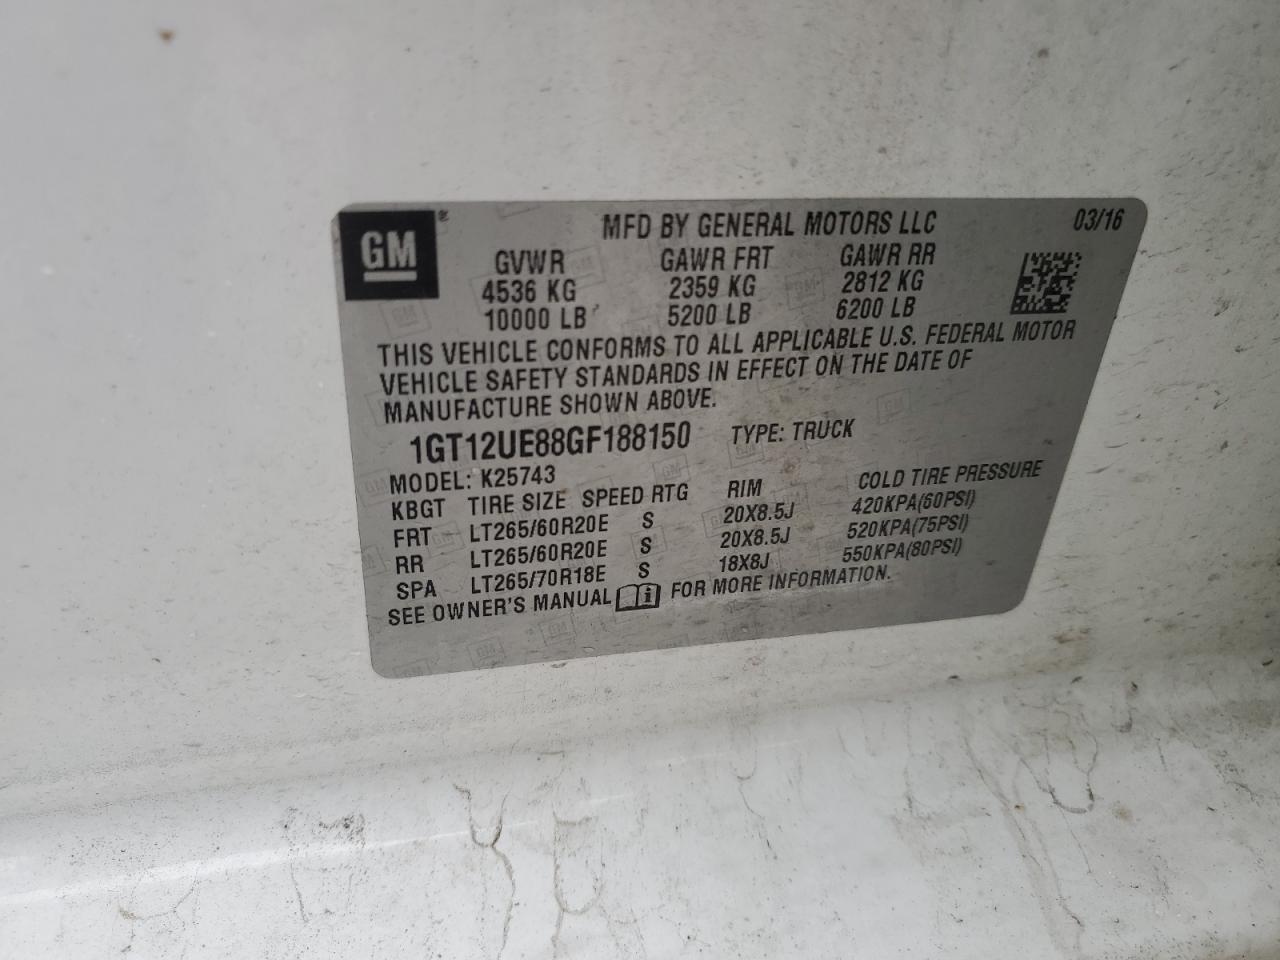 GM ® MFD BY GENERAL MOTORS LLC 03/16
GVWR GAWR FRT GAWR RR
4536 KG 2359 KG 2812 KG
10000 LB 5200 LB 6200 LB
THIS VEHICLE CONFORMS TO ALL APPLICABLE U.S. FEDERAL MOTOR
VEHICLE SAFETY STANDARDS IN EFFECT ON THE DATE OF
MANUFACTURE SHOWN ABOVE.
1GT12UE88GF188150 TYPE: TRUCK
MODEL: K25743
KBGT TIRE SIZE SPEED RTG RIM COLD TIRE PRESSURE
FRT LT265/60R20E S 20X8.5J 420KPA(60PSI)
RR LT265/60R20E S 20X8.5J 520KPA(75PSI)
SPA LT265/70R18E S 18X8J 550KPA(80PSI)
SEE OWNER'S MANUAL i FOR MORE INFORMATION.